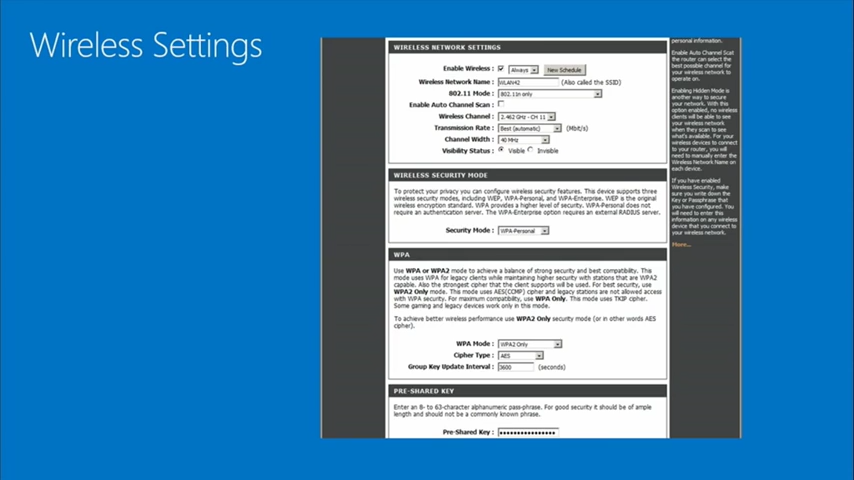 Wireless Settings
WIRELESS NETWORK SETTINGS
Enable Wireless : Always New Schedule
Wireless Network Name : WLAN42 (Also called the SSID)
802.11 Mode : 802.11n only
Enable Auto Channel Scan :
Wireless Channel : 2.462 GHz - CH 11
Transmission Rate : Best (automatic) (Mbit/s)
Channel Width : 40 MHz
Visibility Status : Visible Invisible
WIRELESS SECURITY MODE
To protect your privacy you can configure wireless security features. This device supports three
wireless security modes, including WEP, WPA-Personal, and WPA-Enterprise. WEP is the original
wireless encryption standard. WPA provides a higher level of security. WPA-Personal does not
require an authentication server. The WPA-Enterprise option requires an external RADIUS server.
Security Mode : WPA-Personal
WPA
Use WPA or WPA2 mode to achieve a balance of strong security and best compatibility. This
mode uses WPA for legacy clients while maintaining higher security with stations that are WPA2
capable. Also the strongest cipher that the client supports will be used. For best security, use
WPA2 Only mode. This mode uses AES(CCMP) cipher and legacy stations are not allowed access
with WPA security. For maximum compatibility, use WPA Only. This mode uses TKIP cipher.
Some gaming and legacy devices work only in this mode.
To achieve better wireless performance use WPA2 Only security mode (or in other words AES
cipher).
WPA Mode : WPA2 Only
Cipher Type : AES
Group Key Update Interval : 3600 (seconds)
PRE-SHARED KEY
Enter an 8- to 63-character alphanumeric pass-phrase. For good security it should be of ample
length and should not be a commonly known phrase.
Pre-Shared Key : ••••••••••••••••
personal information.
Enable Auto Channel Scan
the router can select the
best possible channel for
your wireless network to
operate on.
Enabling Hidden Mode is
another way to secure
your network. With this
option enabled, no wireless
clients will be able to see
your wireless network
when they scan to see
what's available. For your
wireless devices to connect
to your router, you will
need to manually enter the
Wireless Network Name on
each device.
If you have enabled
Wireless Security, make
sure you write down the
Key or Passphrase that
you have configured. You
will need to enter this
information on any wireless
device that you connect to
your wireless network.
More...